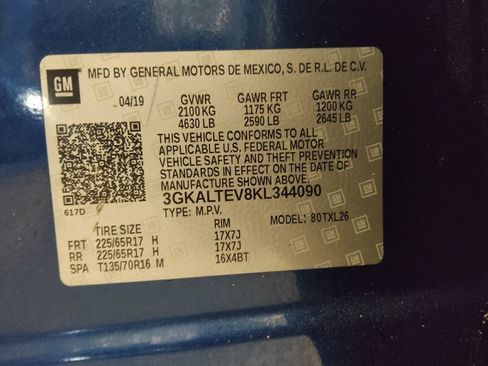 GM
MFD BY GENERAL MOTORS DE MEXICO, S. DE R.L. DE C.V.
04/19 GVWR GAWR FRT GAWR RR
2100 KG 1175 KG 1200 KG
4630 LB 2590 LB 2645 LB
THIS VEHICLE CONFORMS TO ALL
APPLICABLE U.S. FEDERAL MOTOR
VEHICLE SAFETY AND THEFT PREVENTION
STANDARDS IN EFFECT ON THE DATE OF
MANUFACTURE SHOWN ABOVE.
3GKALTEV8KL344090
617D
TYPE: M.P.V. MODEL: 80TXL26
TIRE SIZE RIM
FRT 225/65R17 H 17X7J
RR 225/65R17 H 17X7J
SPA T135/70R16 M 16X4BT